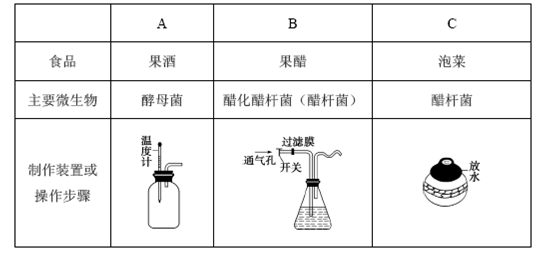 A B C
食品 果酒 果醋 泡菜
主要微生物 酵母菌 醋化醋杆菌（醋杆菌） 醋杆菌
制作装置或
操作步骤
温度计
过滤膜
通气孔
开关
放水